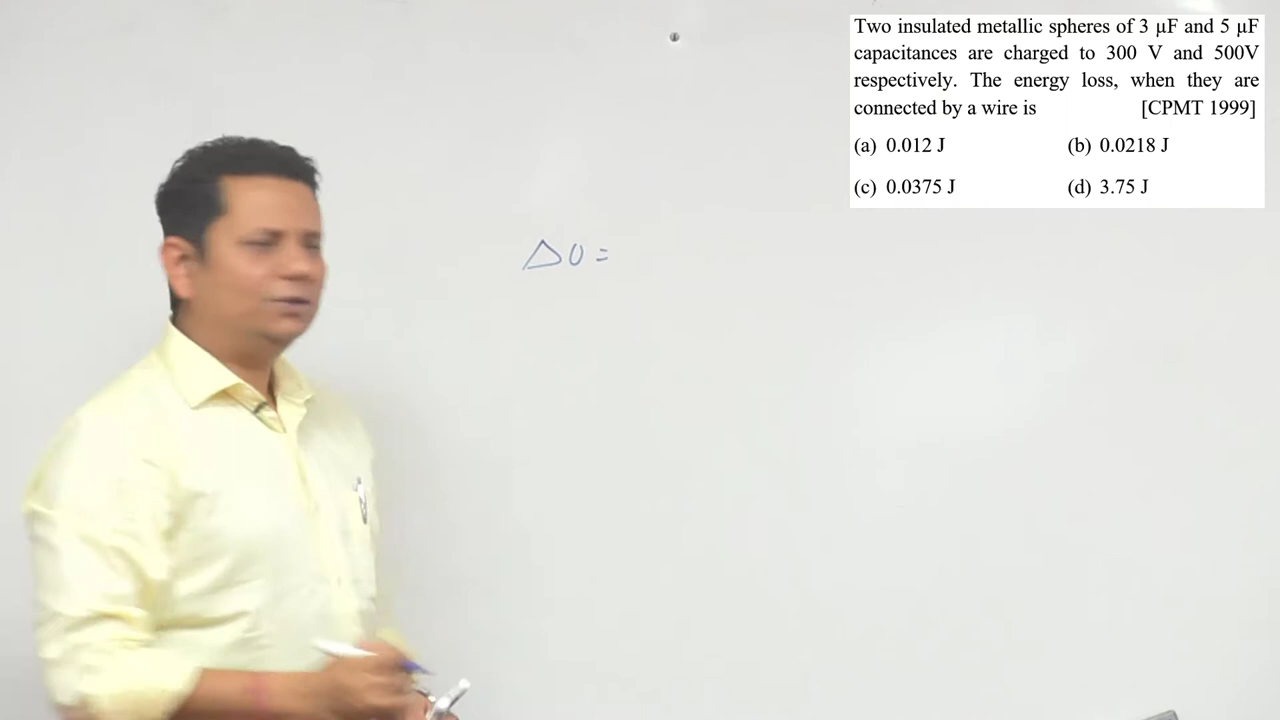 Two insulated metallic spheres of 3 µF and 5 µF
capacitances are charged to 300 V and 500V
respectively. The energy loss, when they are
connected by a wire is [CPMT 1999]
(a) 0.012 J (b) 0.0218 J
(c) 0.0375 J (d) 3.75 J
ΔU =